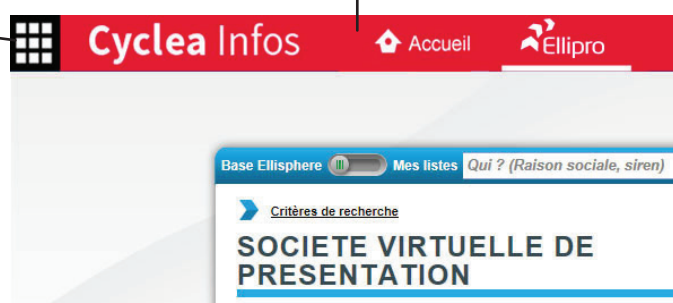 Cyclea Infos Accueil Ellipro
Base Ellisphere Mes listes Qui ? (Raison sociale, siren)
Critères de recherche
SOCIETE VIRTUELLE DE
PRESENTATION